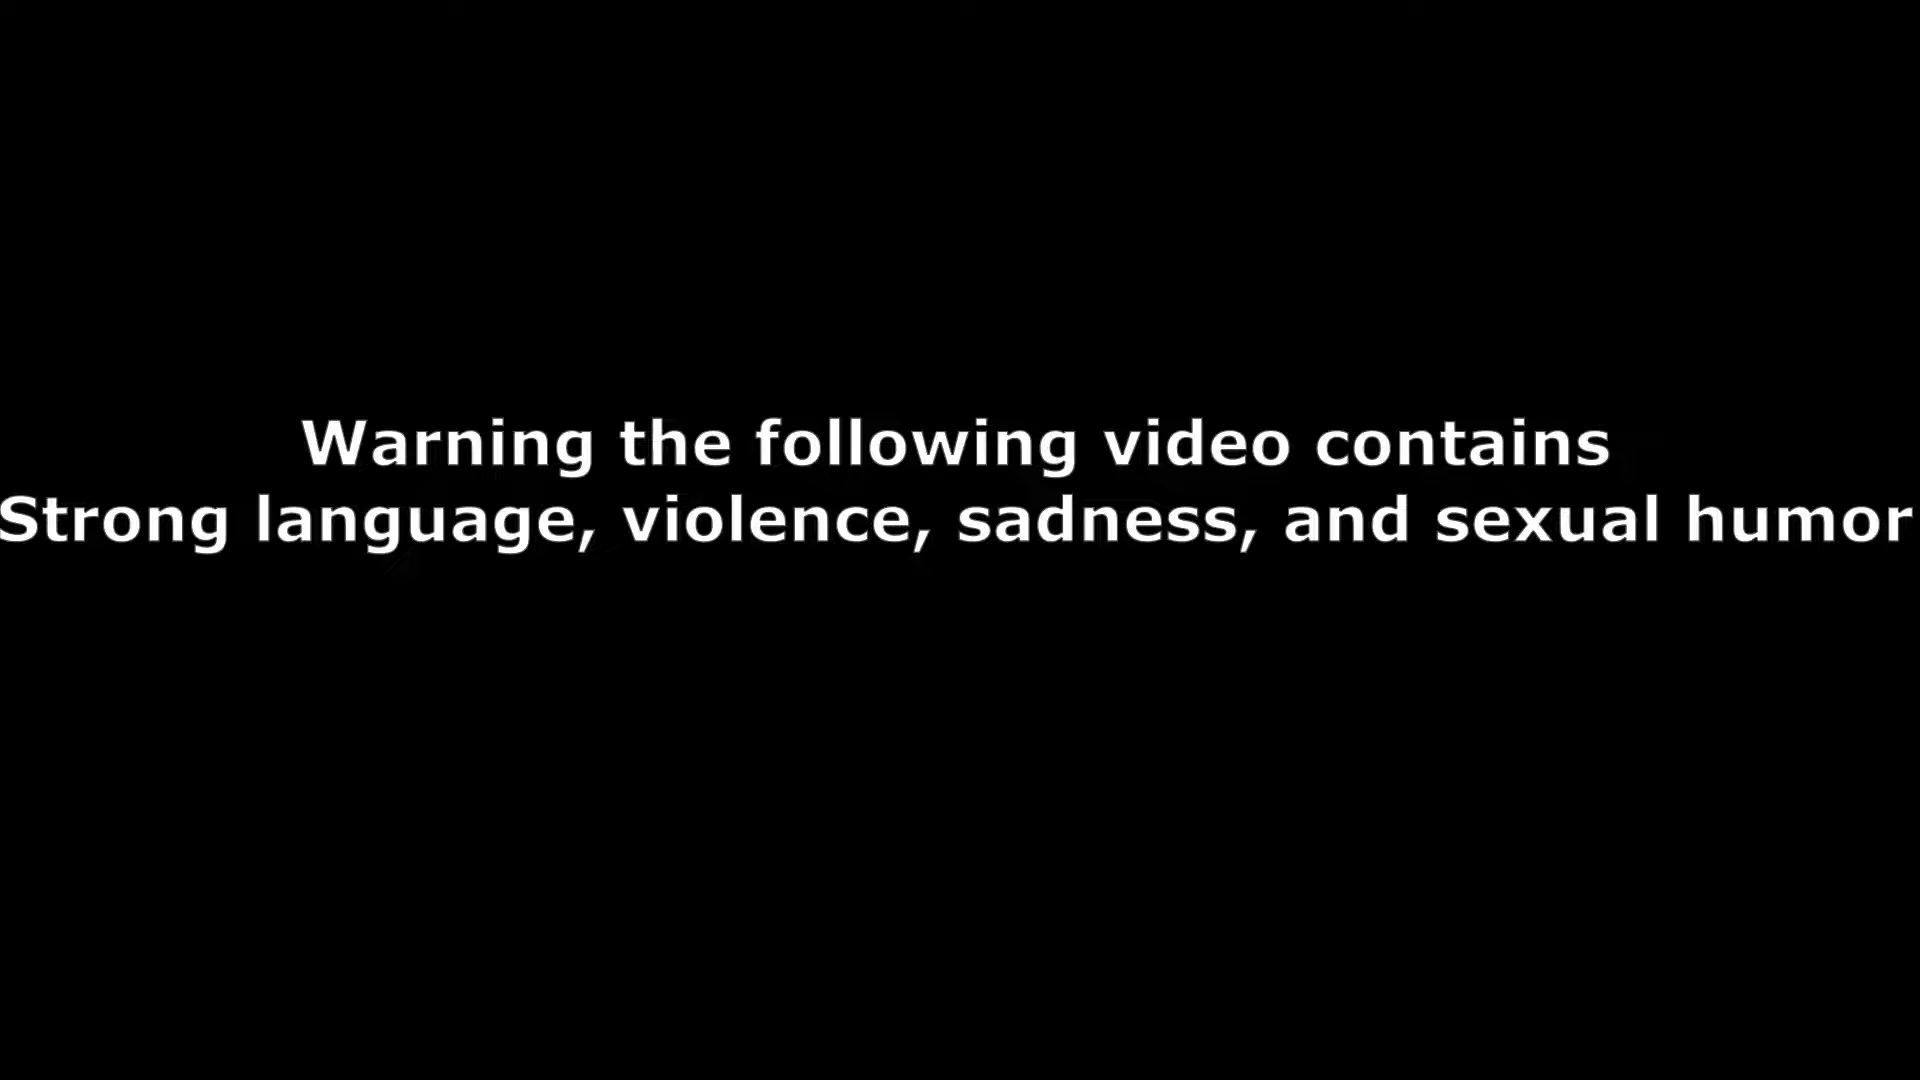 Warning the following video contains
Strong language, violence, sadness, and sexual humor